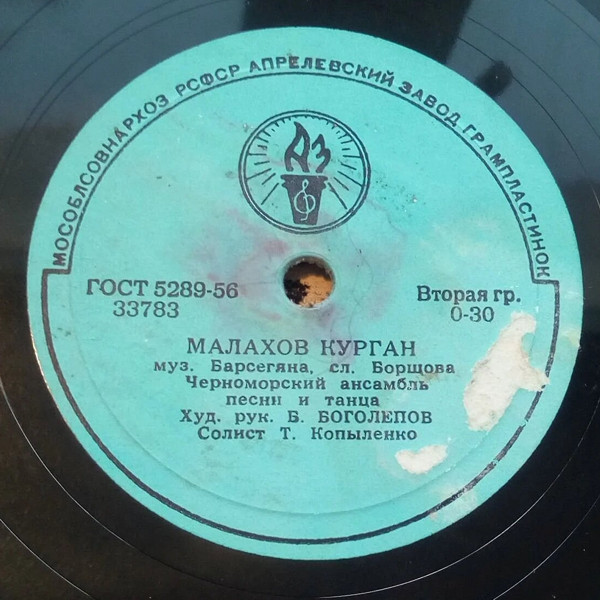 МОСОБЛСОВНАРХОЗ РСФСР АПРЕЛЕВСКИЙ ЗАВОД ГРАМПЛАСТИНОК
АЗ
ГОСТ 5289-56
33783
Вторая гр.
0-30
МАЛАХОВ КУРГАН
муз. Барсегяна, сл. Борщова
Черноморский ансамбль
песни и танца
Худ. рук. Б. БОГОЛЕПОВ
Солист Т. Копыленко